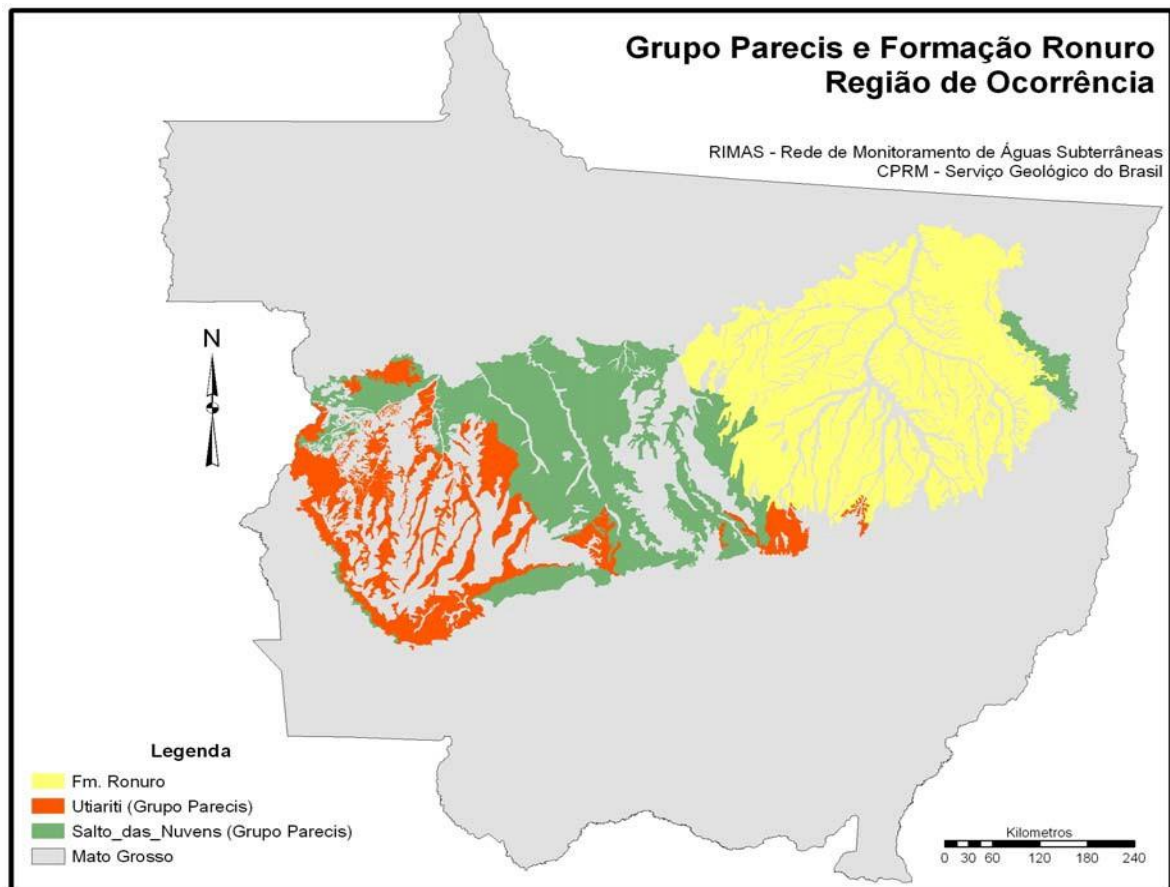 Grupo Parecis e Formação Ronuro
Região de Ocorrência
RIMAS - Rede de Monitoramento de Águas Subterrâneas
CPRM - Serviço Geológico do Brasil
N
Legenda
Fm. Ronuro
Utiariti (Grupo Parecis)
Salto_das_Nuvens (Grupo Parecis)
Mato Grosso
Kilometros
0 30 60 120 180 240